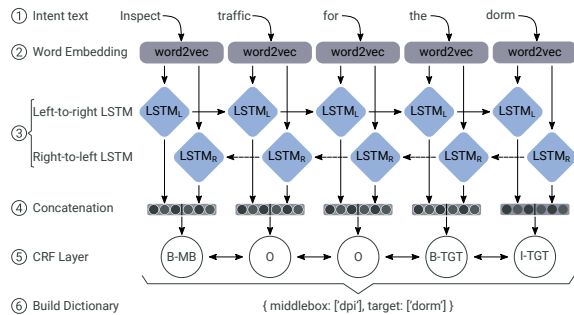 ① Intent text Inspect traffic for the dorm
② Word Embedding word2vec word2vec word2vec word2vec word2vec
③ Left-to-right LSTM LSTML LSTML LSTML LSTML LSTML
Right-to-left LSTM LSTMR LSTMR LSTMR LSTMR LSTMR
④ Concatenation
⑤ CRF Layer B-MB O O B-TGT I-TGT
⑥ Build Dictionary { middlebox: ['dpi'], target: ['dorm'] }